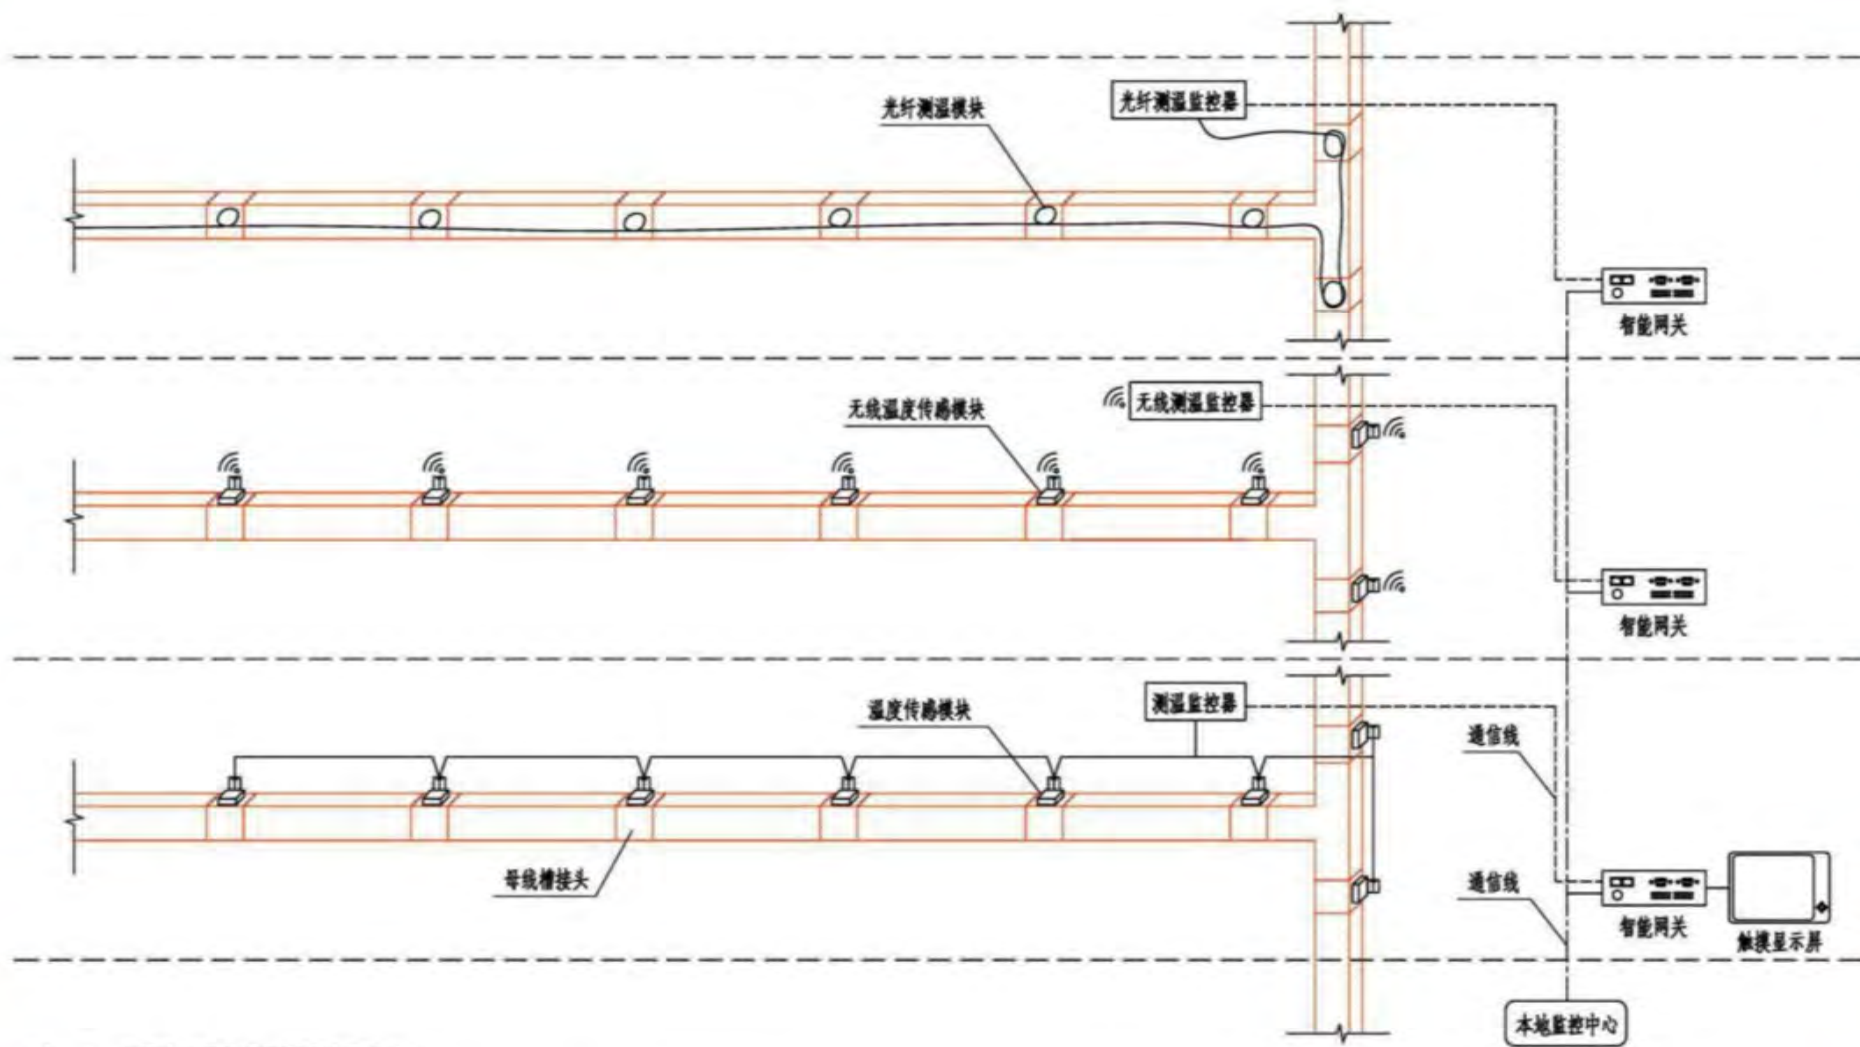 光纤测温模块
光纤测温监控器
智能网关
无线温度传感模块
无线测温监控器
智能网关
温度传感模块
测温监控器
通信线
母线槽接头
通信线
智能网关
触摸显示屏
本地监控中心